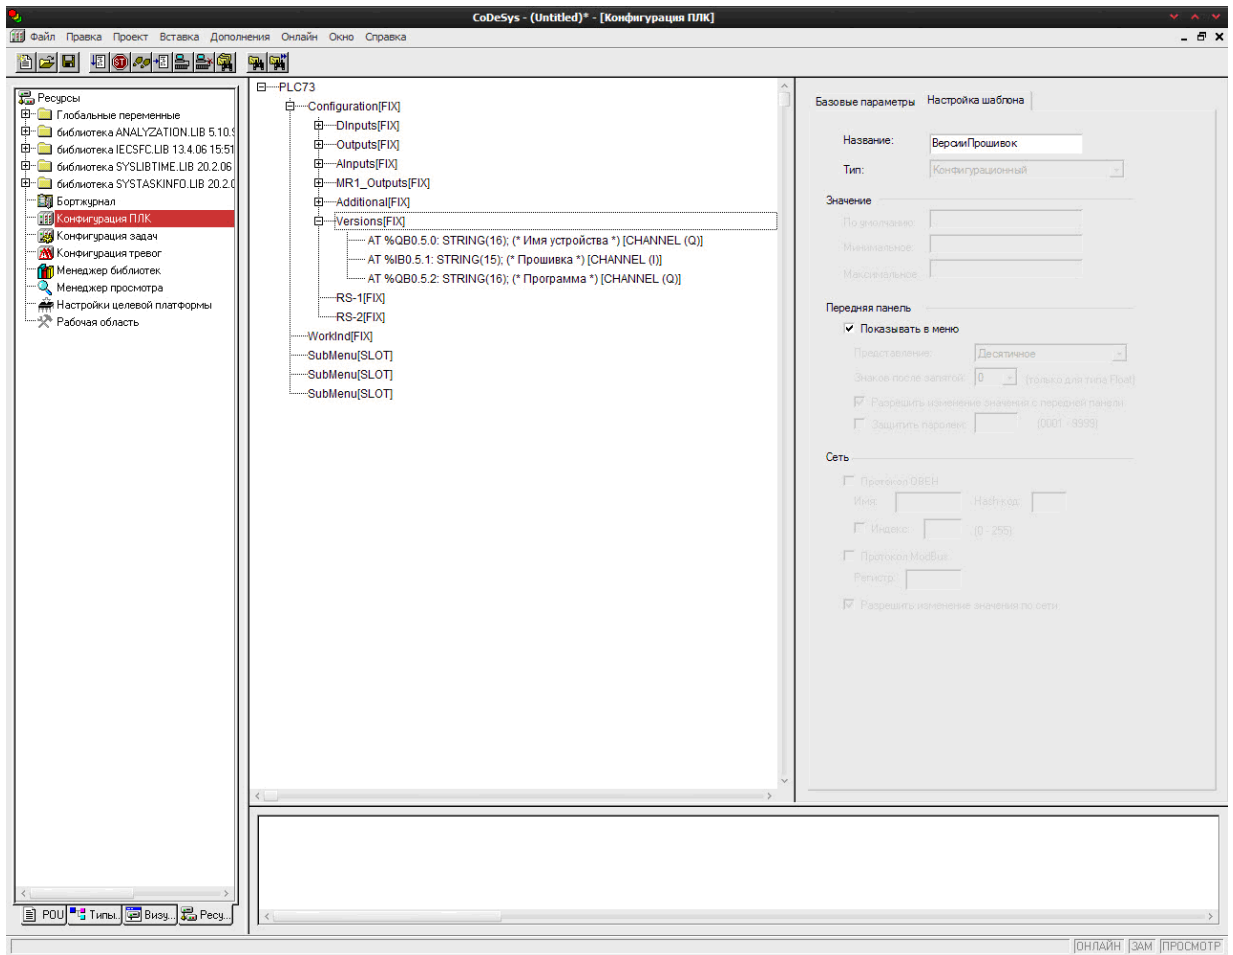 CoDeSys - (Untitled)* - [Конфигурация ПЛК]
Файл Правка Проект Вставка Дополнения Онлайн Окно Справка
Ресурсы
Глобальные переменные
библиотека ANALYZATION.LIB 5.10.9
библиотека IECSFC.LIB 13.4.06 15:51
библиотека SYSLIBTIME.LIB 20.2.06
библиотека SYSTASKINFO.LIB 20.2.0
Бортжурнал
Конфигурация ПЛК
Конфигурация задач
Конфигурация тревог
Менеджер библиотек
Менеджер просмотра
Настройки целевой платформы
Рабочая область
POU Типы.. Визу... Ресу...
PLC73
Configuration[FIX]
DInputs[FIX]
Outputs[FIX]
AInputs[FIX]
MR1_Outputs[FIX]
Additional[FIX]
Versions[FIX]
AT %QB0.5.0: STRING(16); (* Имя устройства *) [CHANNEL (Q)]
AT %IB0.5.1: STRING(15); (* Прошивка *) [CHANNEL (I)]
AT %QB0.5.2: STRING(16); (* Программа *) [CHANNEL (Q)]
RS-1[FIX]
RS-2[FIX]
WorkInd[FIX]
SubMenu[SLOT]
SubMenu[SLOT]
SubMenu[SLOT]
Базовые параметры Настройка шаблона
Название: ВерсииПрошивок
Тип: Конфигурационный
Значение
По умолчанию:
Минимальное:
Максимальное:
Передняя панель
Показывать в меню
Представление: Десятичное
Знаков после запятой: 0 (только для типа Float)
Разрешить изменение значения с передней панели
Защитить паролем: (0001 - 9999)
Сеть
Протокол ОВЕН
Имя: Hash-код:
Индекс: (0 - 255)
Протокол ModBus
Регистр:
Разрешить изменение значения по сети
ОНЛАЙН ЗАМ ПРОСМОТР